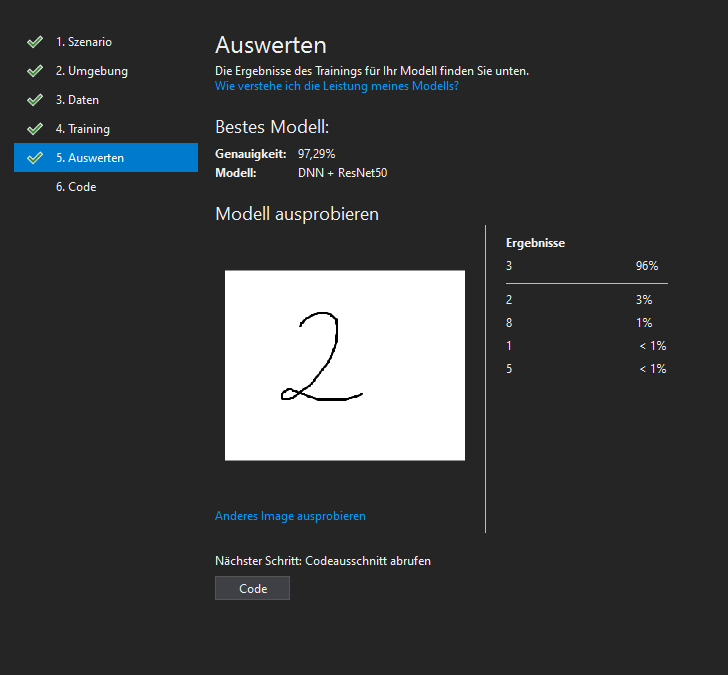 1. Szenario
2. Umgebung
3. Daten
4. Training
5. Auswerten
6. Code
Auswerten
Die Ergebnisse des Trainings für Ihr Modell finden Sie unten.
Wie verstehe ich die Leistung meines Modells?
Bestes Modell:
Genauigkeit: 97,29%
Modell: DNN + ResNet50
Modell ausprobieren
2
Ergebnisse
3 96%
2 3%
8 1%
1 < 1%
5 < 1%
Anderes Image ausprobieren
Nächster Schritt: Codeausschnitt abrufen
Code